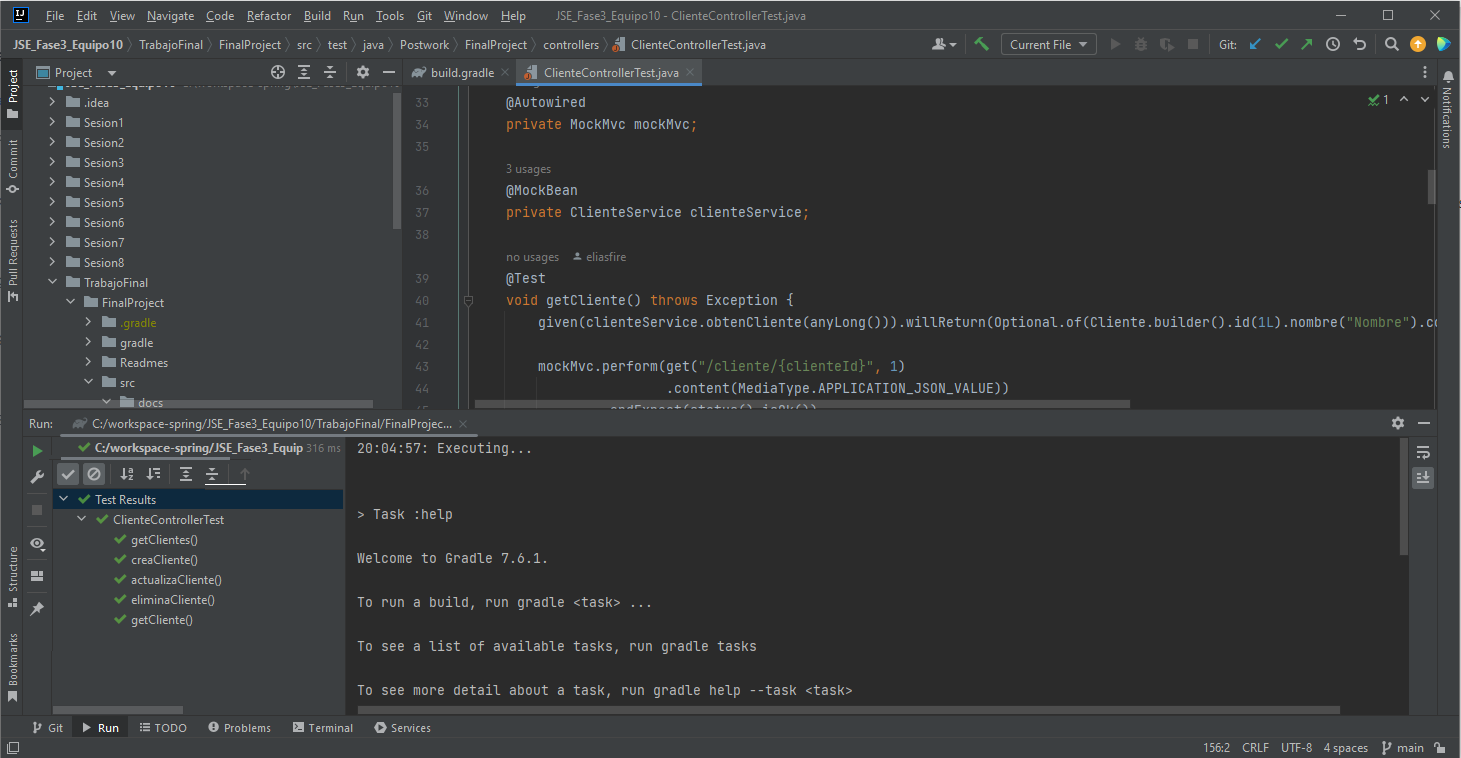 File Edit View Navigate Code Refactor Build Run Tools Git Window Help JSE_Fase3_Equipo10 - ClienteControllerTest.java
JSE_Fase3_Equipo10 TrabajoFinal FinalProject src test java Postwork FinalProject controllers ClienteControllerTest.java Current File Git:
Project
build.gradle ClienteControllerTest.java
.idea
Sesion1
Sesion2
Sesion3
Sesion4
Sesion5
Sesion6
Sesion7
Sesion8
TrabajoFinal
FinalProject
.gradle
gradle
Readmes
src
docs
33 @Autowired
34 private MockMvc mockMvc;
35
3 usages
36 @MockBean
37 private ClienteService clienteService;
38
no usages eliasfire
39 @Test
40 void getCliente() throws Exception {
41 given(clienteService.obtenCliente(anyLong())).willReturn(Optional.of(Cliente.builder().id(1L).nombre("Nombre").co
42
43 mockMvc.perform(get("/cliente/{clienteId}", 1)
44 .content(MediaType.APPLICATION_JSON_VALUE))
1
Project
Commit
Pull Requests
Structure
Bookmarks
Notifications
Run: C:/workspace-spring/JSE_Fase3_Equipo10/TrabajoFinal/FinalProjec...
C:/workspace-spring/JSE_Fase3_Equip 316 ms
Test Results
ClienteControllerTest
getClientes()
creaCliente()
actualizaCliente()
eliminaCliente()
getCliente()
20:04:57: Executing...
> Task :help
Welcome to Gradle 7.6.1.
To run a build, run gradle <task> ...
To see a list of available tasks, run gradle tasks
To see more detail about a task, run gradle help --task <task>
Git Run TODO Problems Terminal Services
156:2 CRLF UTF-8 4 spaces main